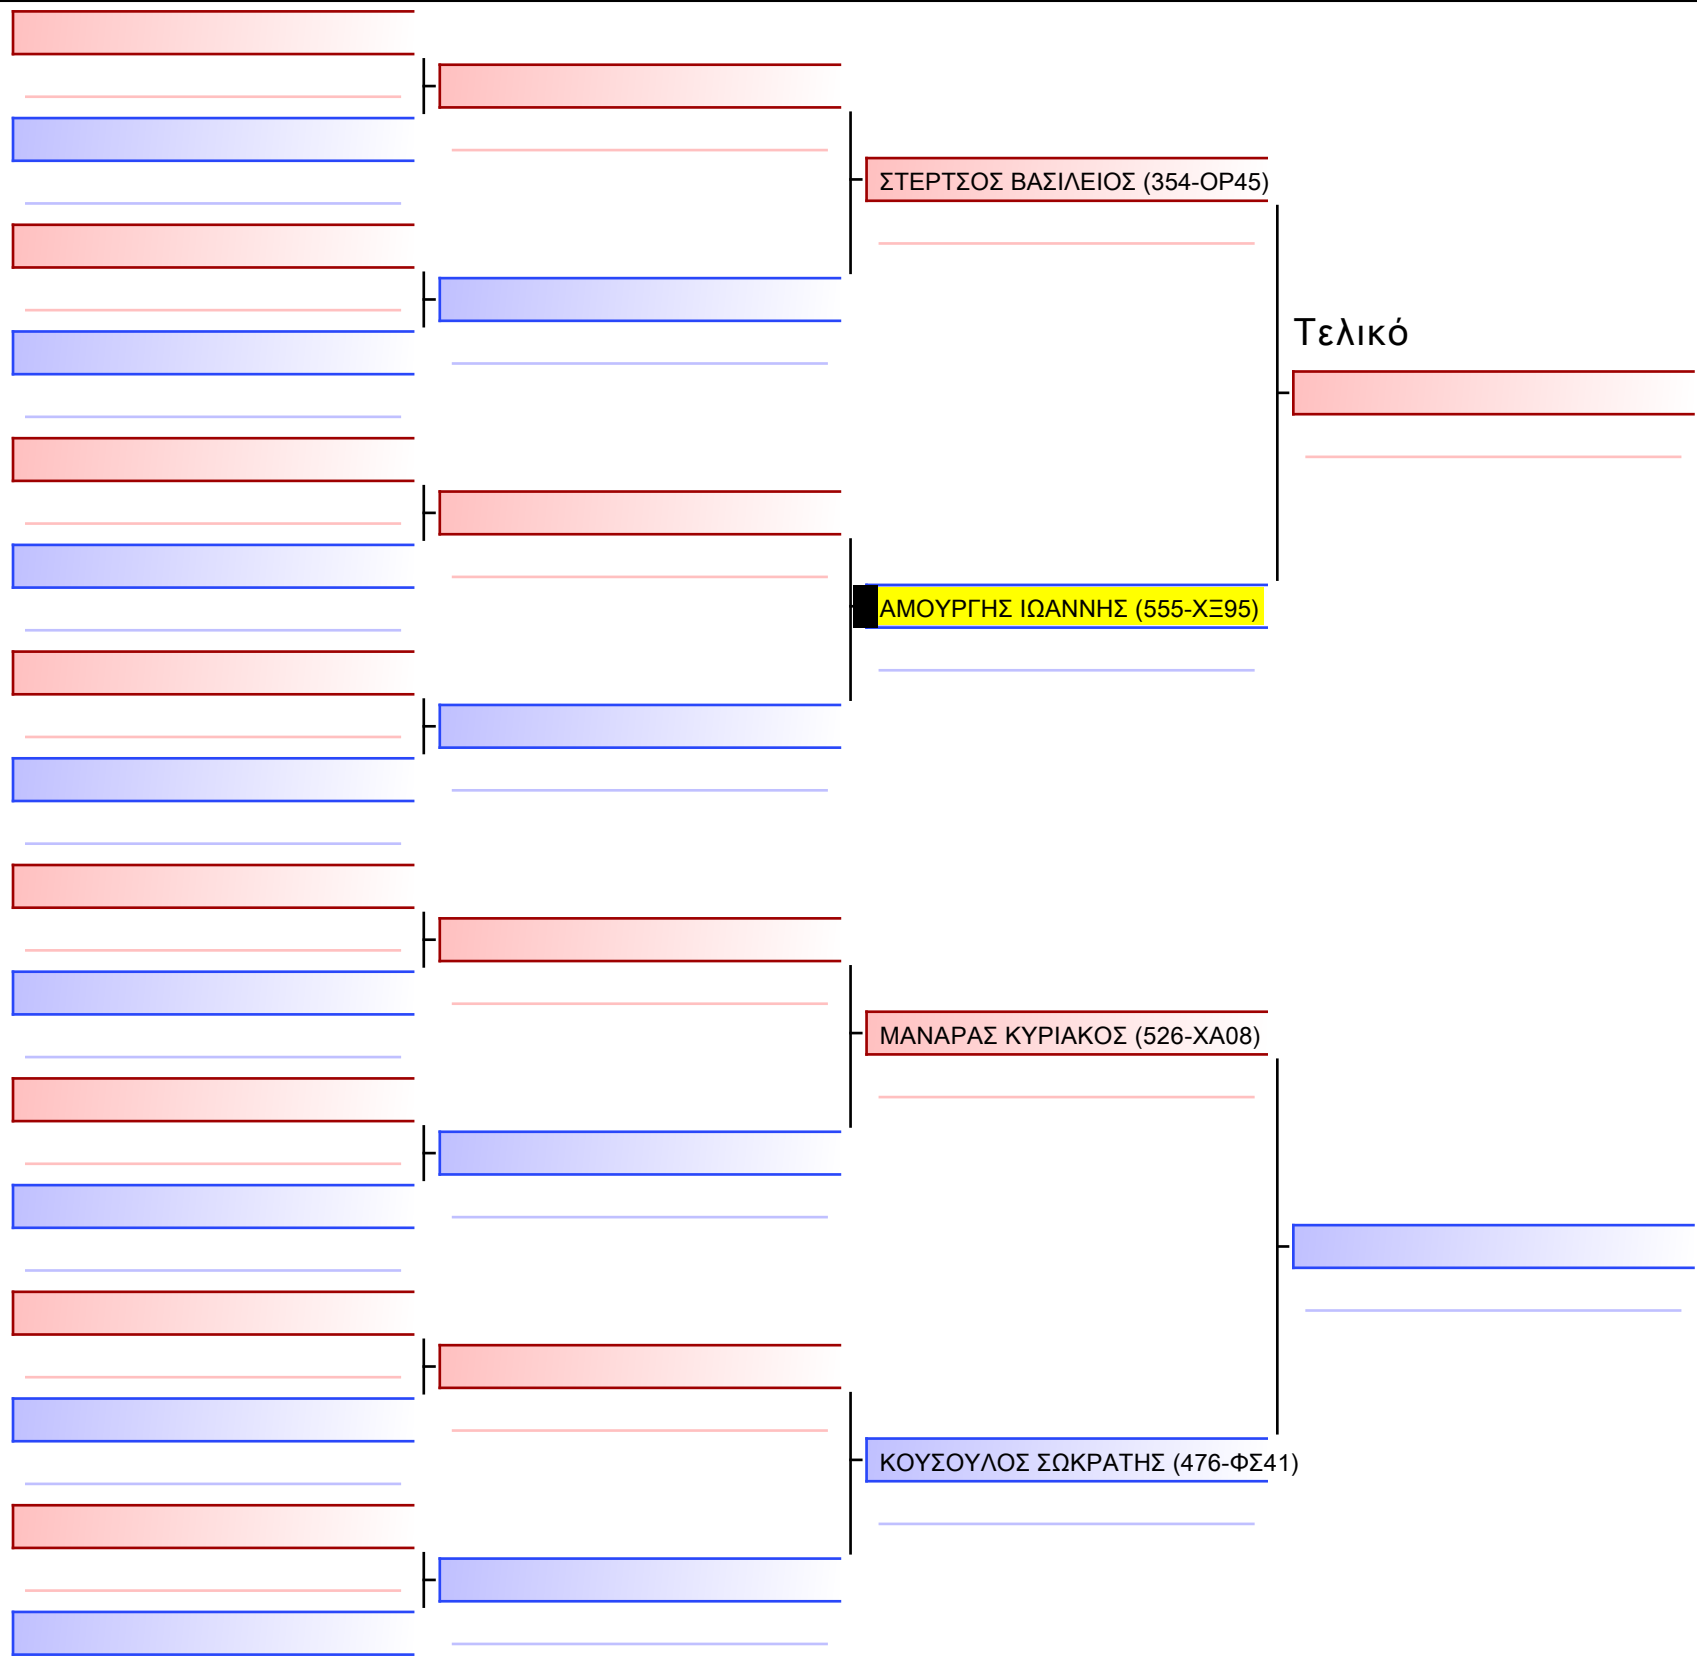 ΣΤΕΡΤΣΟΣ ΒΑΣΙΛΕΙΟΣ (354-ΟΡ45)
Τελικό
ΑΜΟΥΡΓΗΣ ΙΩΑΝΝΗΣ (555-ΧΞ95)
ΜΑΝΑΡΑΣ ΚΥΡΙΑΚΟΣ (526-ΧΑ08)
ΚΟΥΣΟΥΛΟΣ ΣΩΚΡΑΤΗΣ (476-ΦΣ41)